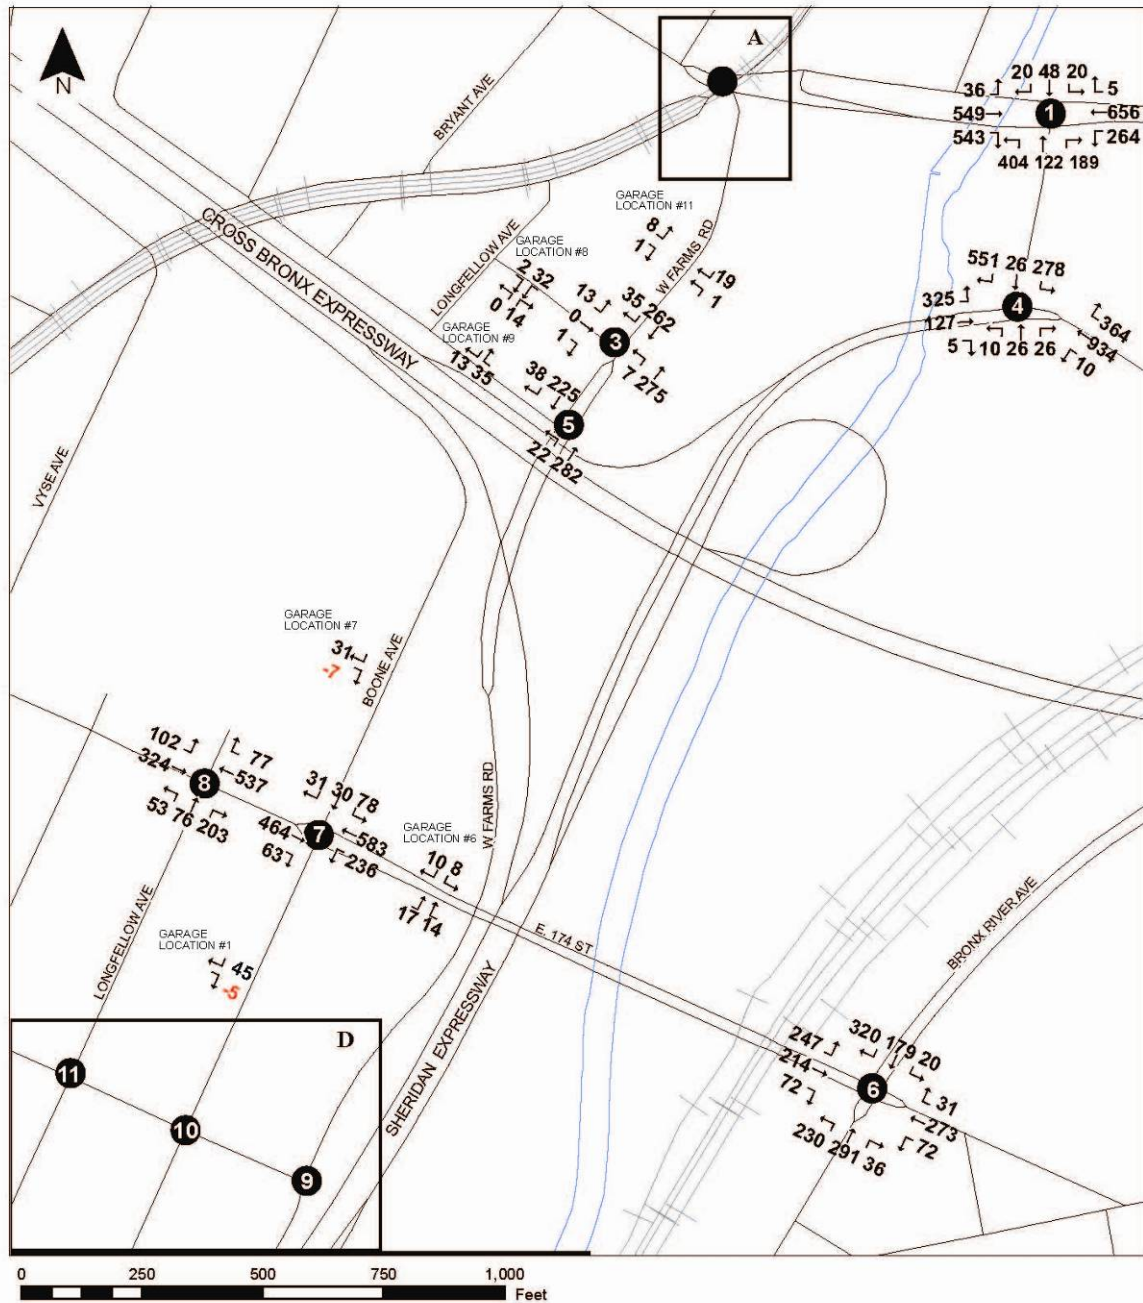 A
N
BRYANT AVE
36 20 48 20 5
549 1 656
543 264
404 122 189
GARAGE
LOCATION #11
8
1
W FARMS RD
19
1
CROSS BRONX EXPRESSWAY
LONGFELLOW AVE
GARAGE
LOCATION #8
2 32
0 14
13
0
1
35 262
3
7 275
551 26 278
325 4 364
127 934
5 10 26 26 10
GARAGE
LOCATION #9
13 35
38 225
5
22 282
VYSE AVE
GARAGE
LOCATION #7
31
-7
BOONE AVE
102 77
324 8 537
53 76 203
31 30 78
464 7 583
63 236
GARAGE
LOCATION #6
10 8
17 14
W FARMS RD
E. 174 ST
BRONX RIVER AVE
LONGFELLOW AVE
GARAGE
LOCATION #1
45
-5
SHERIDAN EXPRESSWAY
247 320 179 20
214 6 31
72 273
230 291 36 72
D
11
10
9
0 250 500 750 1,000
Feet